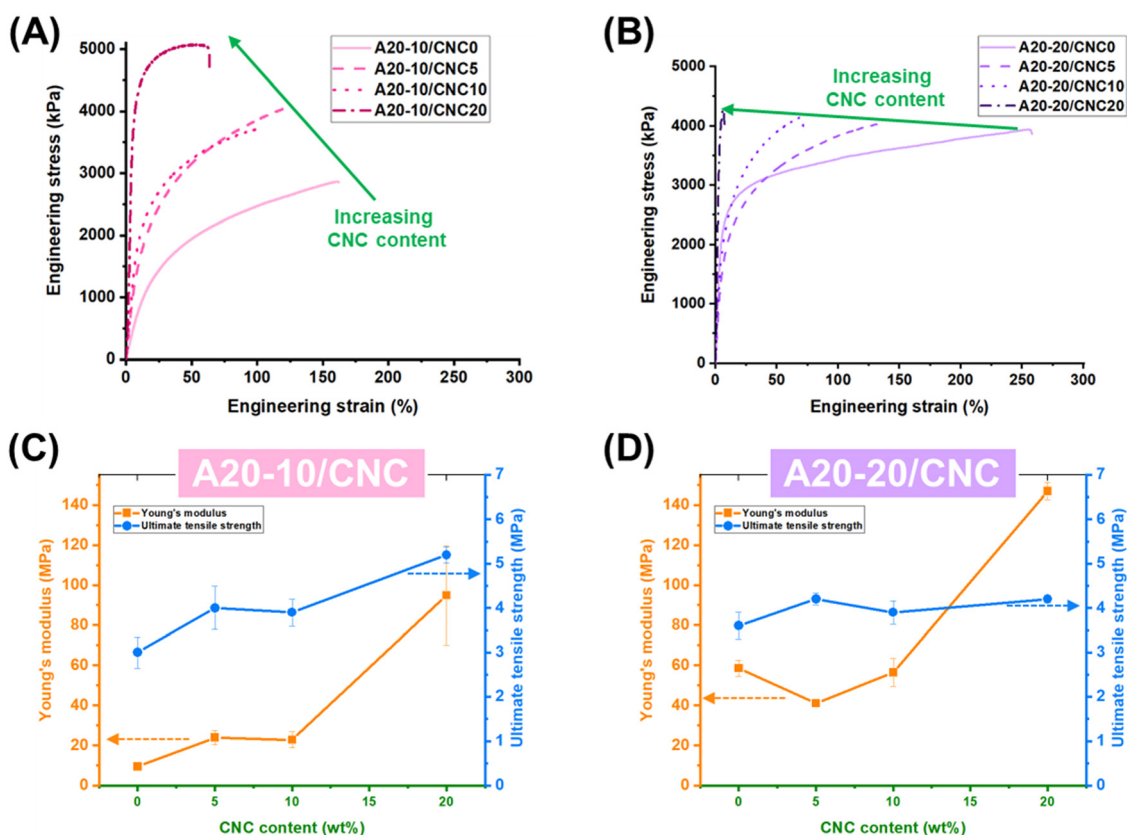 (A)
A20-10/CNC0
A20-10/CNC5
A20-10/CNC10
A20-10/CNC20
Increasing
CNC content
Engineering stress (kPa)
5000
4000
3000
2000
1000
0
0 50 100 150 200 250 300
Engineering strain (%)
(B)
A20-20/CNC0
A20-20/CNC5
A20-20/CNC10
A20-20/CNC20
Increasing
CNC content
Engineering stress (kPa)
5000
4000
3000
2000
1000
0
0 50 100 150 200 250 300
Engineering strain (%)
(C)
A20-10/CNC
Young's modulus
Ultimate tensile strength
Young's modulus (MPa)
140
120
100
80
60
40
20
0
Ultimate tensile strength (MPa)
7
6
5
4
3
2
1
0
0 5 10 15 20
CNC content (wt%)
(D)
A20-20/CNC
Young's modulus
Ultimate tensile strength
Young's modulus (MPa)
140
120
100
80
60
40
20
0
Ultimate tensile strength (MPa)
7
6
5
4
3
2
1
0
0 5 10 15 20
CNC content (wt%)